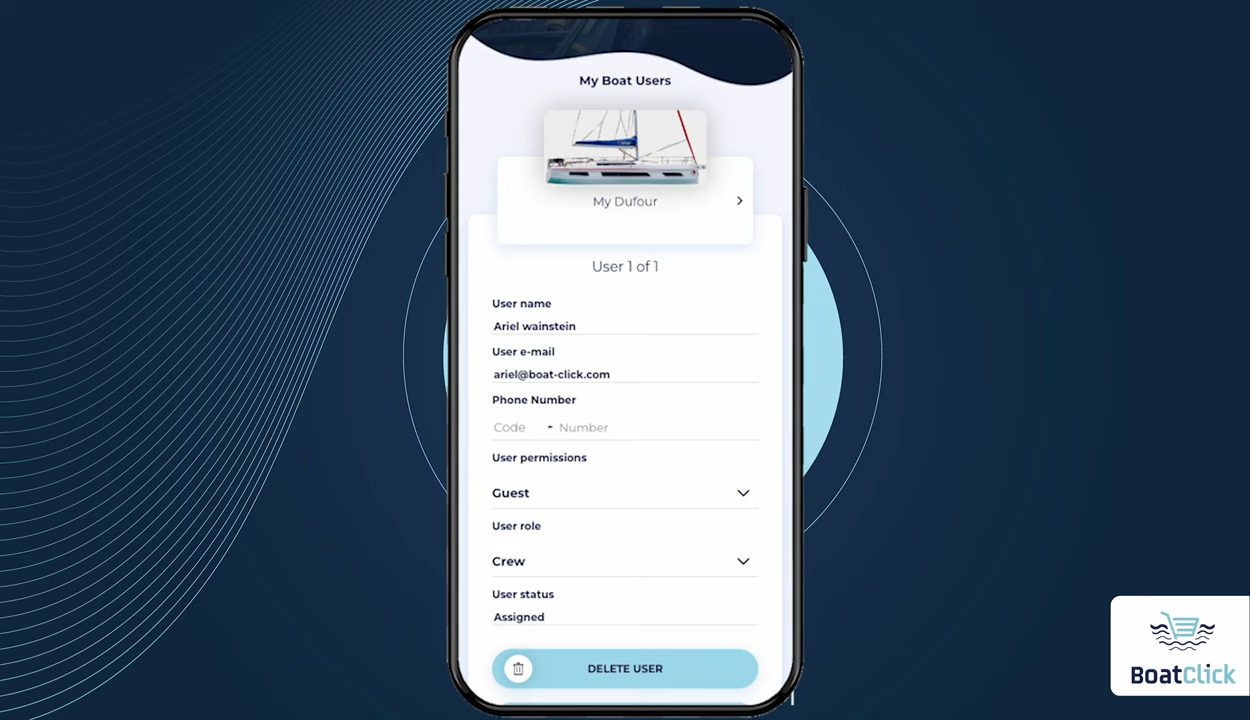 My Boat Users
My Dufour
User 1 of 1
User name
Ariel wainstein
User e-mail
ariel@boat-click.com
Phone Number
Code - Number
User permissions
Guest
User role
Crew
User status
Assigned
DELETE USER
BoatClick